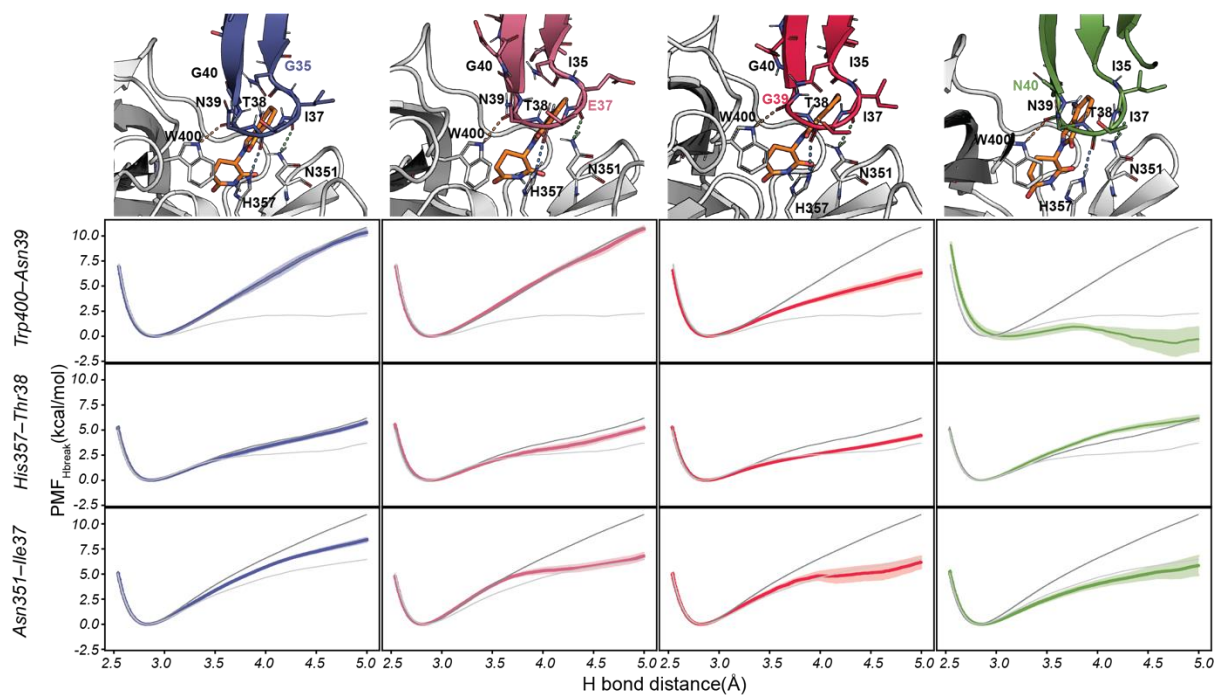 G40 G35 N39 T38 I37 W400 N351 H357
G40 I35 N39 T38 E37 W400 N351 H357
G40 I35 G39 T38 I37 W400 N351 H357
N40 I35 N39 T38 I37 W400 N351 H357
Trp400–Asn39
His357–Thr38
Asn351–Ile37
PMF_Hbreak(kcal/mol)
10.0
7.5
5.0
2.5
0.0
-2.5
10.0
7.5
5.0
2.5
0.0
-2.5
10.0
7.5
5.0
2.5
0.0
-2.5
2.5 3.0 3.5 4.0 4.5 5.0 2.5 3.0 3.5 4.0 4.5 5.0 2.5 3.0 3.5 4.0 4.5 5.0 2.5 3.0 3.5 4.0 4.5 5.0
H bond distance(Å)